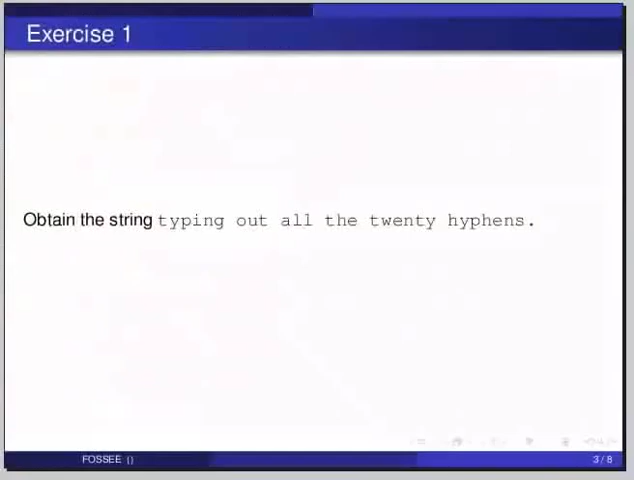 Exercise 1
Obtain the string typing out all the twenty hyphens.
FOSSEE ()
3 / 8